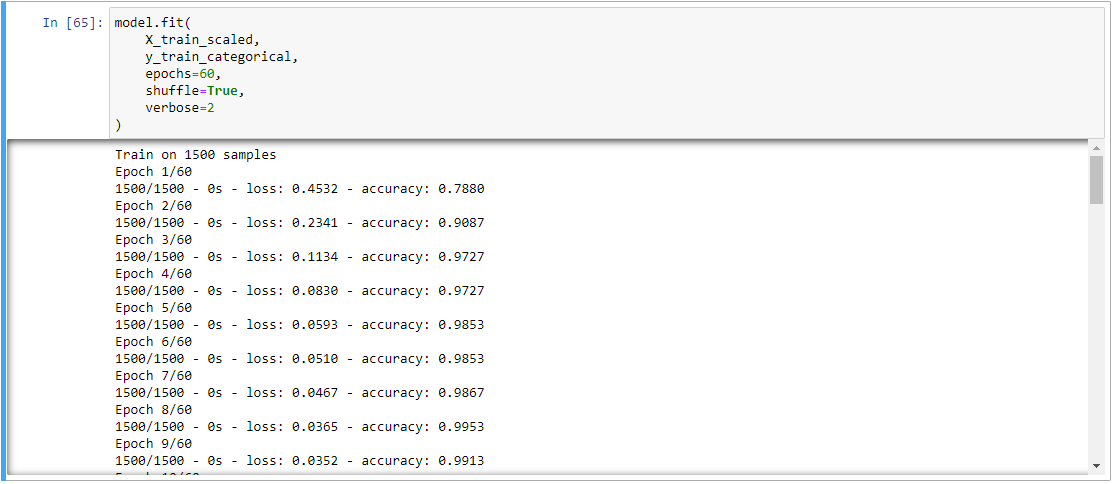 In [65]:
model.fit(
    X_train_scaled,
    y_train_categorical,
    epochs=60,
    shuffle=True,
    verbose=2
)
Train on 1500 samples
Epoch 1/60
1500/1500 - 0s - loss: 0.4532 - accuracy: 0.7880
Epoch 2/60
1500/1500 - 0s - loss: 0.2341 - accuracy: 0.9087
Epoch 3/60
1500/1500 - 0s - loss: 0.1134 - accuracy: 0.9727
Epoch 4/60
1500/1500 - 0s - loss: 0.0830 - accuracy: 0.9727
Epoch 5/60
1500/1500 - 0s - loss: 0.0593 - accuracy: 0.9853
Epoch 6/60
1500/1500 - 0s - loss: 0.0510 - accuracy: 0.9853
Epoch 7/60
1500/1500 - 0s - loss: 0.0467 - accuracy: 0.9867
Epoch 8/60
1500/1500 - 0s - loss: 0.0365 - accuracy: 0.9953
Epoch 9/60
1500/1500 - 0s - loss: 0.0352 - accuracy: 0.9913